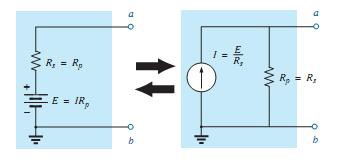 a
R_s = R_p
+
E = IR_p
−
b
a
I = E/R_s
R_p = R_s
b